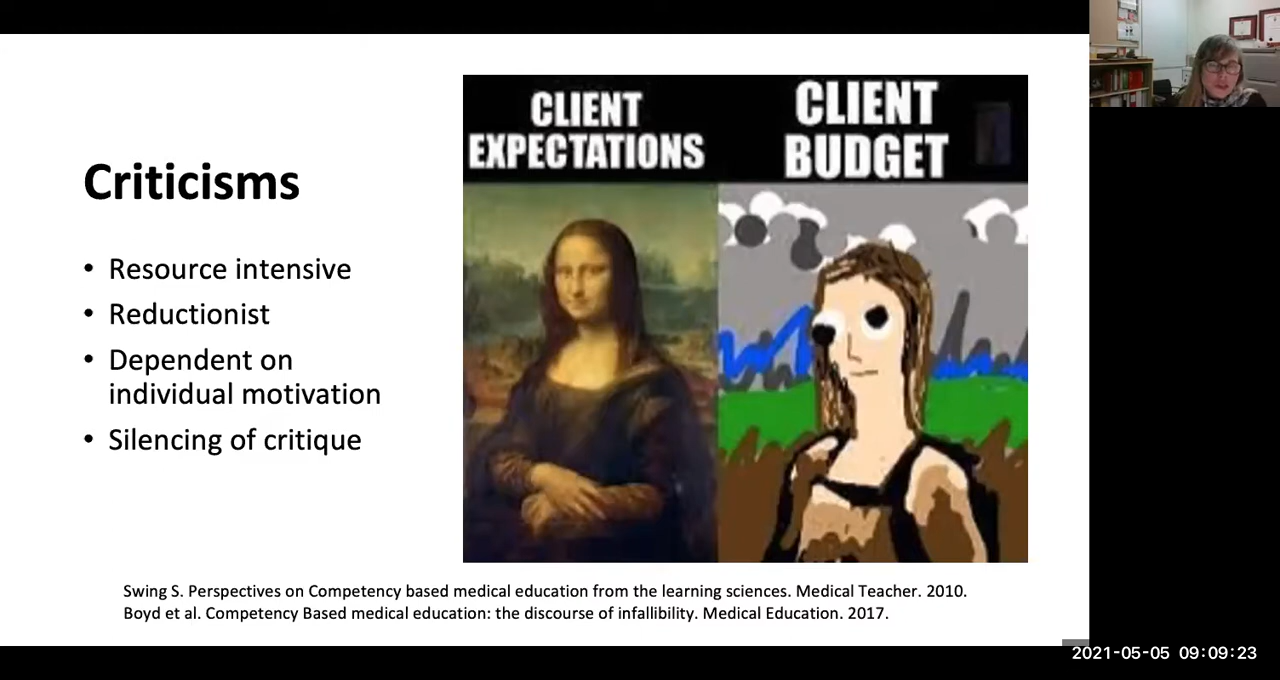 CLIENT
EXPECTATIONS
CLIENT
BUDGET
Criticisms
• Resource intensive
• Reductionist
• Dependent on
individual motivation
• Silencing of critique
Swing S. Perspectives on Competency based medical education from the learning sciences. Medical Teacher. 2010.
Boyd et al. Competency Based medical education: the discourse of infallibility. Medical Education. 2017.
2021-05-05 09:09:23